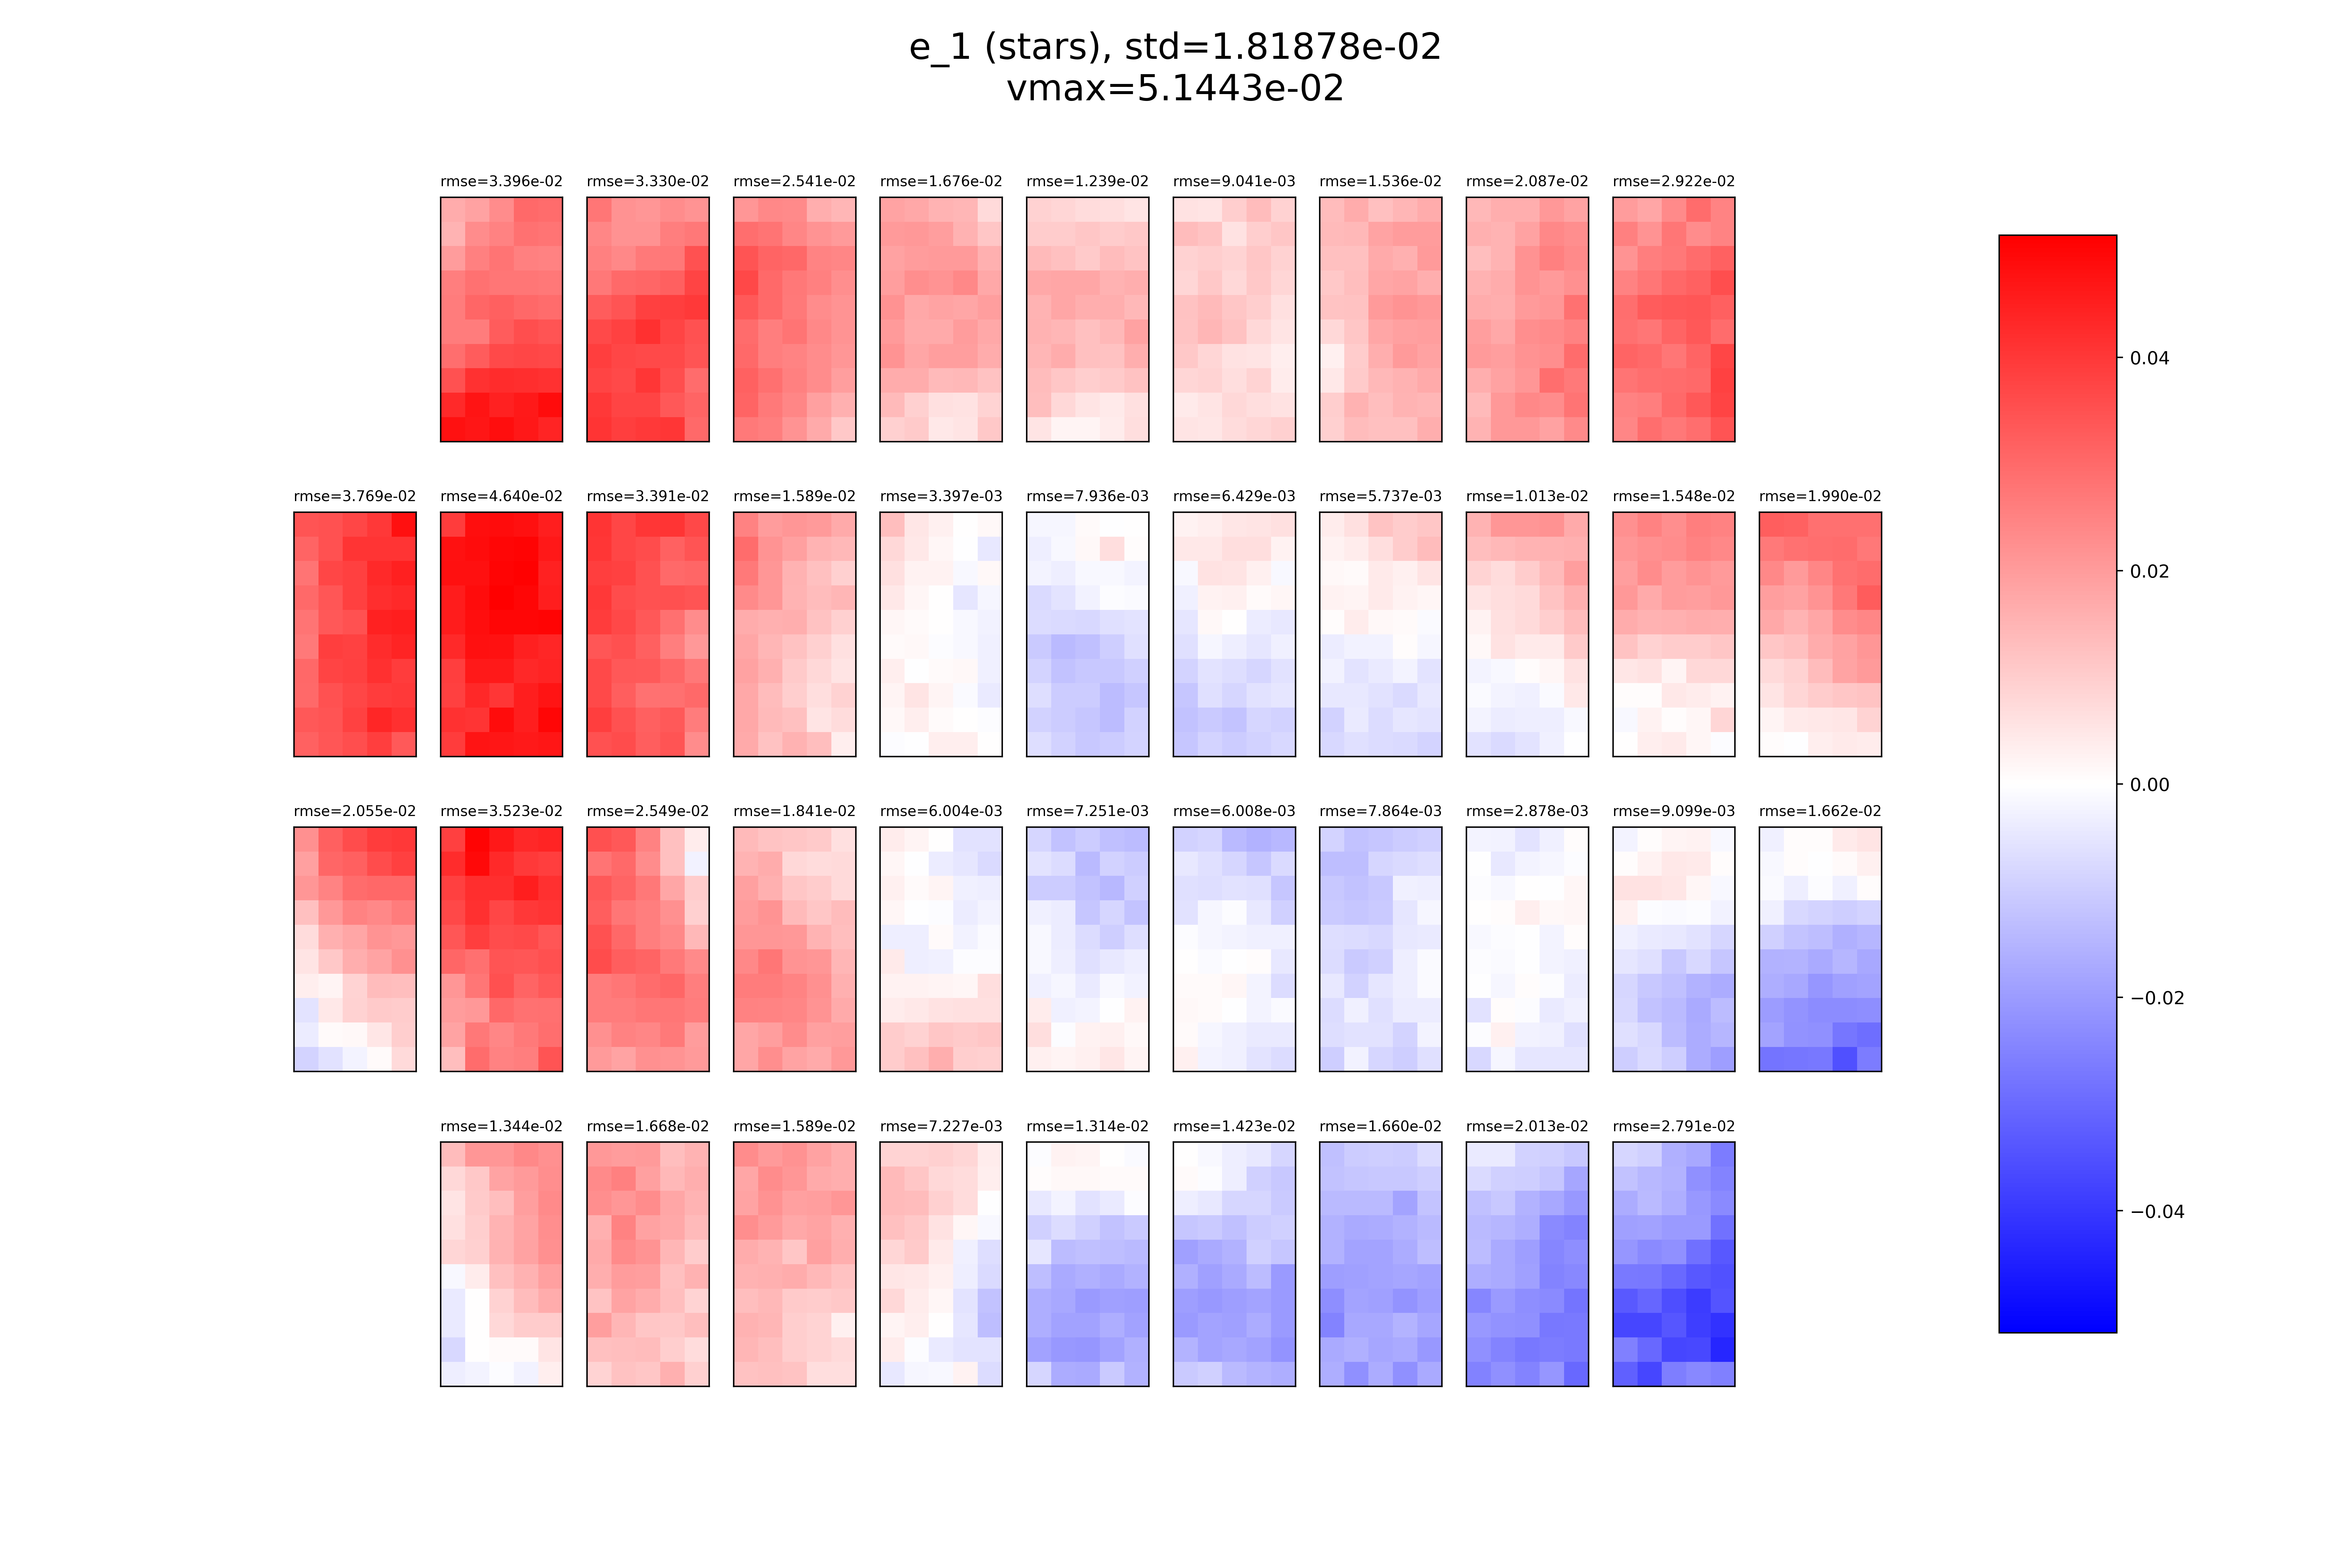 e_1 (stars), std=1.81878e-02
vmax=5.1443e-02
rmse=3.396e-02 rmse=3.330e-02 rmse=2.541e-02 rmse=1.676e-02 rmse=1.239e-02 rmse=9.041e-03 rmse=1.536e-02 rmse=2.087e-02 rmse=2.922e-02
rmse=3.769e-02 rmse=4.640e-02 rmse=3.391e-02 rmse=1.589e-02 rmse=3.397e-03 rmse=7.936e-03 rmse=6.429e-03 rmse=5.737e-03 rmse=1.013e-02 rmse=1.548e-02 rmse=1.990e-02
rmse=2.055e-02 rmse=3.523e-02 rmse=2.549e-02 rmse=1.841e-02 rmse=6.004e-03 rmse=7.251e-03 rmse=6.008e-03 rmse=7.864e-03 rmse=2.878e-03 rmse=9.099e-03 rmse=1.662e-02
rmse=1.344e-02 rmse=1.668e-02 rmse=1.589e-02 rmse=7.227e-03 rmse=1.314e-02 rmse=1.423e-02 rmse=1.660e-02 rmse=2.013e-02 rmse=2.791e-02
0.04
0.02
0.00
−0.02
−0.04